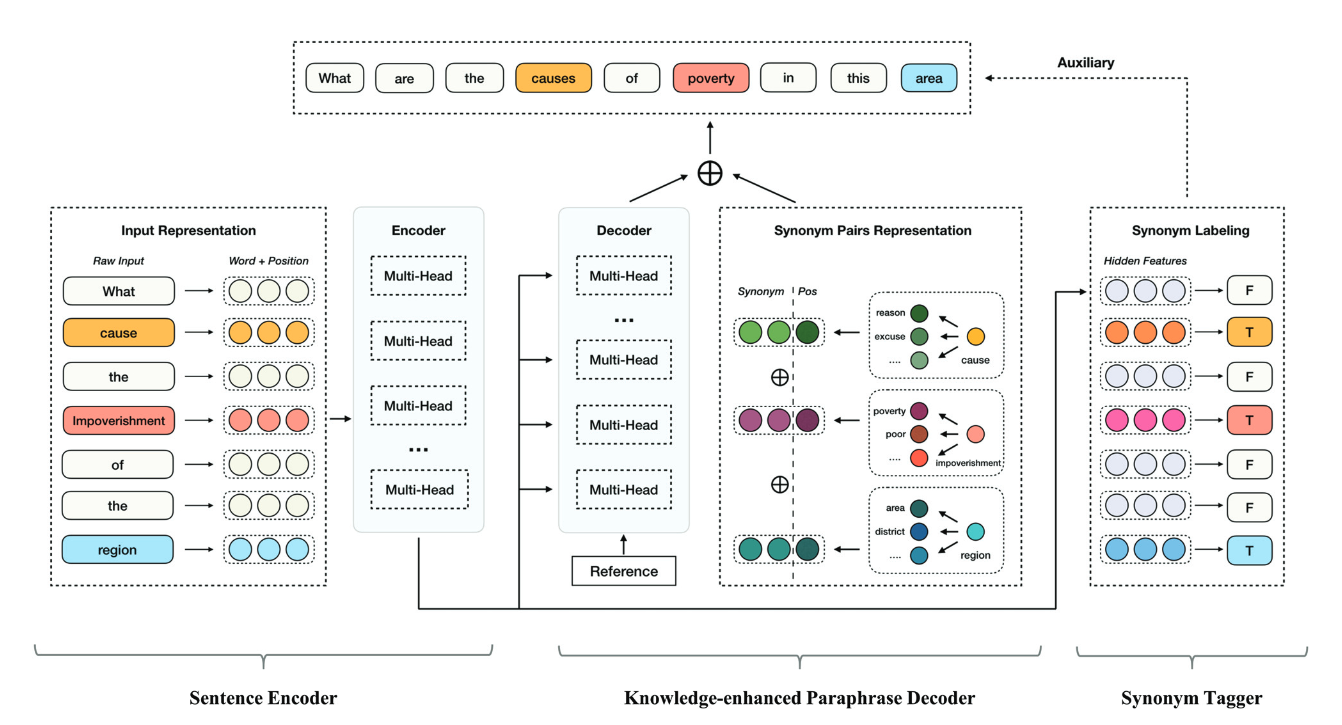 What are the causes of poverty in this area
Auxiliary
Input Representation
Raw Input Word + Position
What
cause
the
Impoverishment
of
the
region
Encoder
Multi-Head
Multi-Head
Multi-Head
...
Multi-Head
Decoder
Multi-Head
...
Multi-Head
Multi-Head
Multi-Head
Reference
Synonym Pairs Representation
Synonym Pos
reason
excuse
....
cause
poverty
poor
....
impoverishment
area
district
....
region
Synonym Labeling
Hidden Features
F
T
F
T
F
F
T
Sentence Encoder
Knowledge-enhanced Paraphrase Decoder
Synonym Tagger